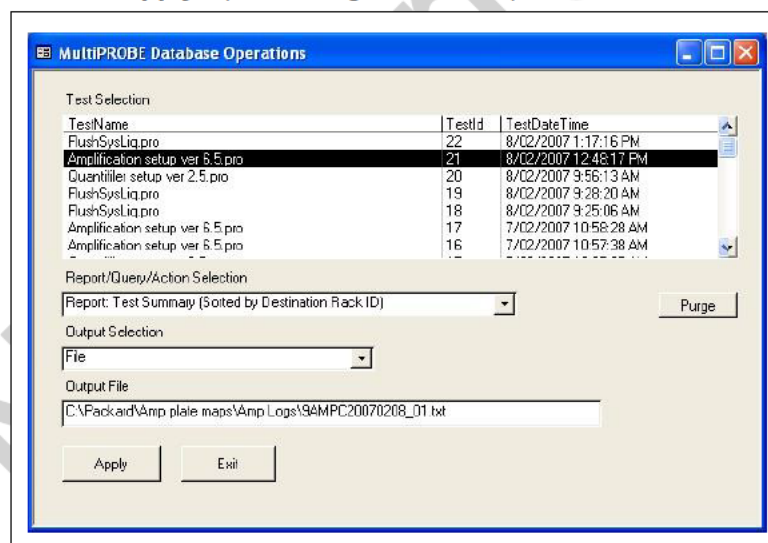 MultiPROBE Database Operations
Test Selection
TestName TestId TestDateTime
FlushSysLiq.pro 22 8/02/2007 1:17:16 PM
Amplification setup ver 6.5.pro 21 8/02/2007 12:48:17 PM
Quantifiler setup ver 2.5.pro 20 8/02/2007 9:56:13 AM
FlushSysLiq.pro 19 8/02/2007 9:28:20 AM
FlushSysLiq.pro 18 8/02/2007 9:25:06 AM
Amplification setup ver 6.5.pro 17 7/02/2007 10:58:28 AM
Amplification setup ver 6.5.pro 16 7/02/2007 10:57:38 AM
Report/Query/Action Selection
Report: Test Summary (Sorted by Destination Rack ID)
Purge
Output Selection
File
Output File
C:\Packard\Amp plate maps\Amp Logs\9AMPC20070208_01.txt
Apply Exit